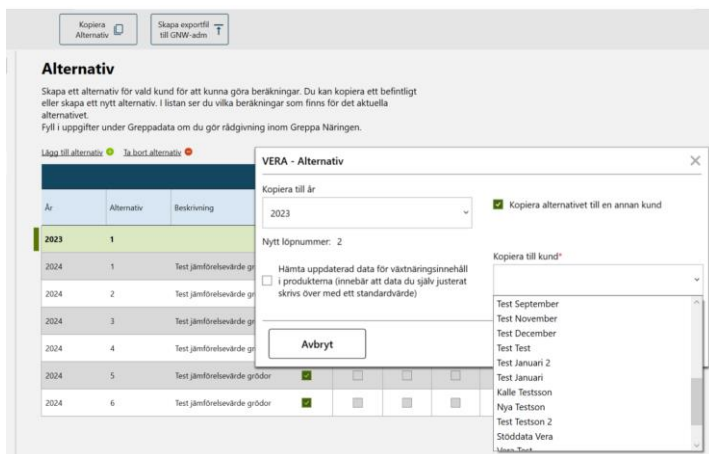 Kopiera
Alternativ
Skapa exportfil
till GNW-adm
Alternativ
Skapa ett alternativ för vald kund för att kunna göra beräkningar. Du kan kopiera ett befintligt
eller skapa ett nytt alternativ. I listan ser du vilka beräkningar som finns för det aktuella
alternativet.
Fyll i uppgifter under Greppadata om du gör rådgivning inom Greppa Näringen.
Lägg till alternativ Ta bort alternativ
År Alternativ Beskrivning
2023 1
2024 1 Test jämförelsevärde gr
2024 2 Test jämförelsevärde gr
2024 3 Test jämförelsevärde gr
2024 4 Test jämförelsevärde gr
2024 5 Test jämförelsevärde grödor
2024 6 Test jämförelsevärde grödor
VERA - Alternativ
Kopiera till år
2023
Kopiera alternativet till en annan kund
Nytt löpnummer: 2
Hämta uppdaterad data för växtnäringsinnehåll
i produkterna (innebär att data du själv justerat
skrivs över med ett standardvärde)
Avbryt
Kopiera till kund*
Test September
Test November
Test December
Test Test
Test Januari 2
Test Januari
Kalle Testsson
Nya Testson
Test Testson 2
Stöddata Vera
Vera Test